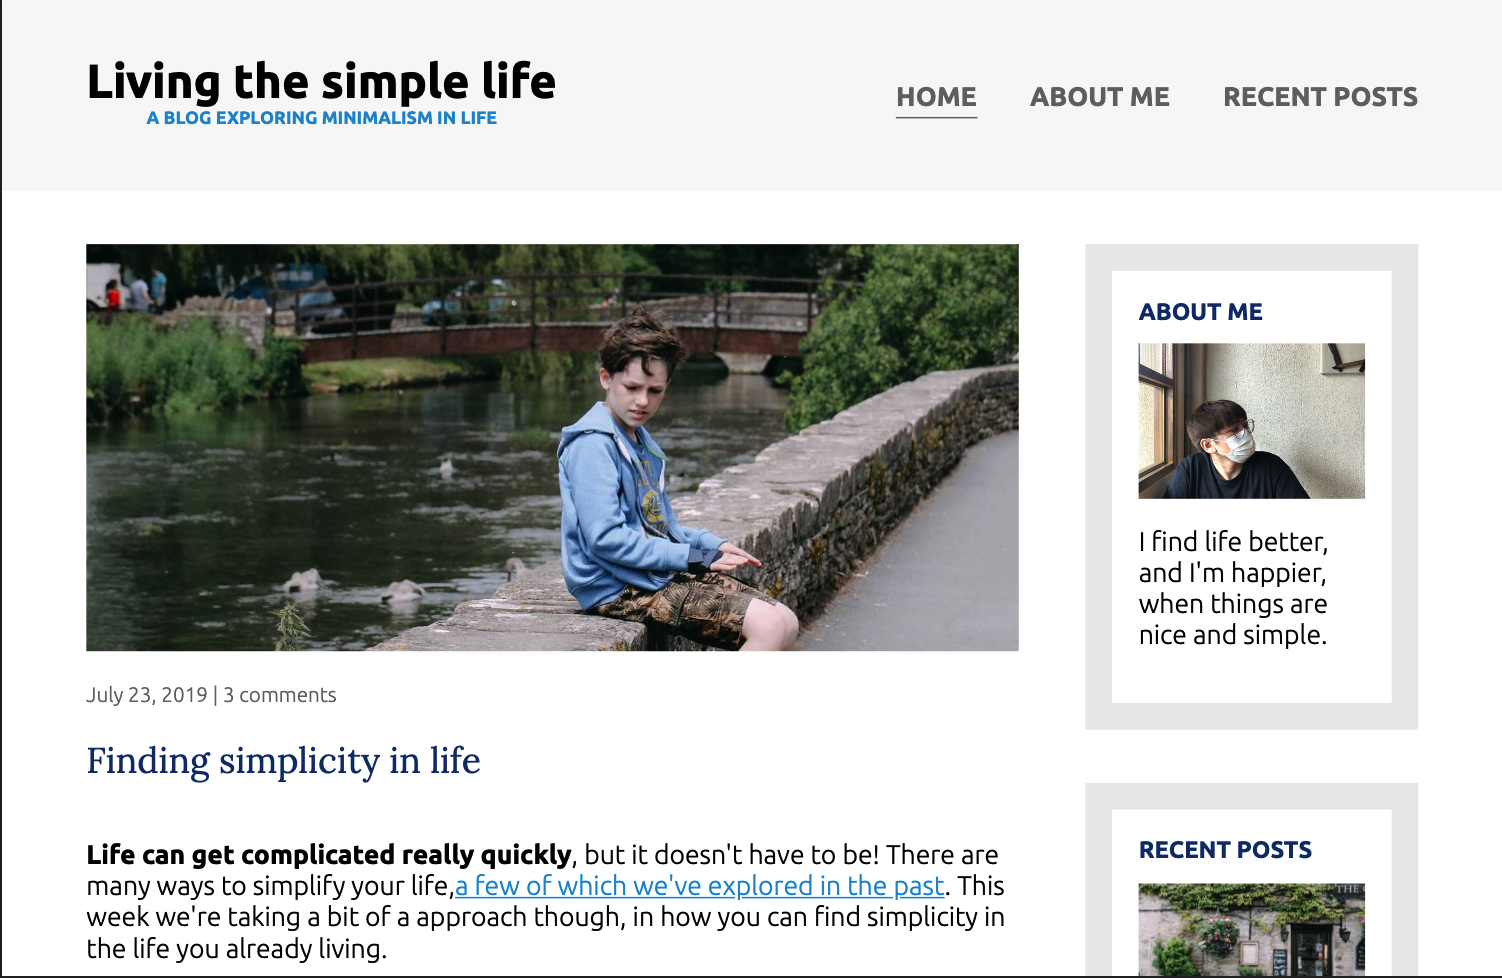 Living the simple life
A BLOG EXPLORING MINIMALISM IN LIFE
HOME ABOUT ME RECENT POSTS
July 23, 2019 | 3 comments
Finding simplicity in life
Life can get complicated really quickly, but it doesn't have to be! There are
many ways to simplify your life,a few of which we've explored in the past. This
week we're taking a bit of a approach though, in how you can find simplicity in
the life you already living.
ABOUT ME
I find life better,
and I'm happier,
when things are
nice and simple.
RECENT POSTS
THE